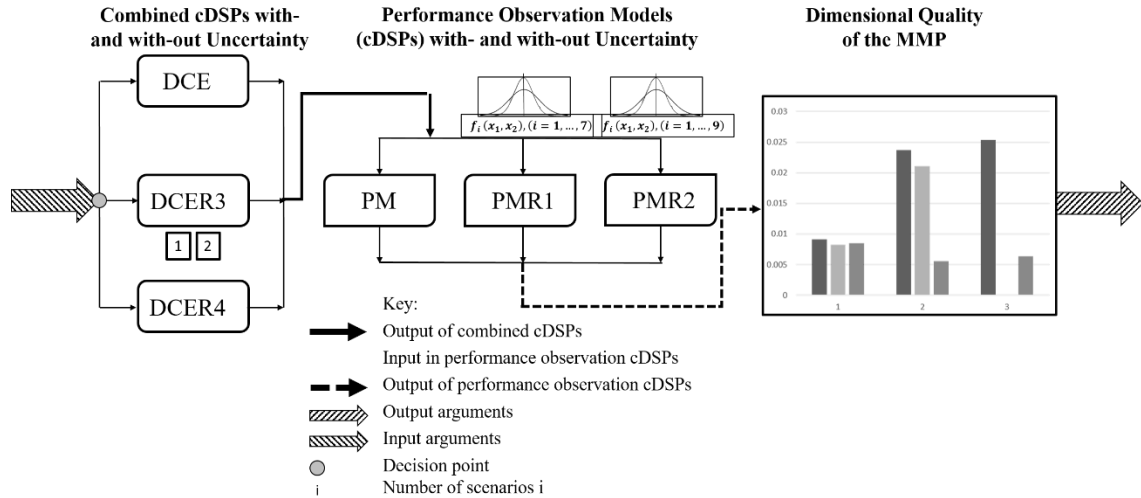 Combined cDSPs with-
and with-out Uncertainty
Performance Observation Models
(cDSPs) with- and with-out Uncertainty
Dimensional Quality
of the MMP
DCE
DCER3
1 2
DCER4
f_i(x_1, x_2), (i = 1, ..., 7)
f_i(x_1, x_2), (i = 1, ..., 9)
PM
PMR1
PMR2
0.03
0.025
0.02
0.015
0.01
0.005
0
1 2 3
Key:
Output of combined cDSPs
Input in performance observation cDSPs
Output of performance observation cDSPs
Output arguments
Input arguments
Decision point
i Number of scenarios i